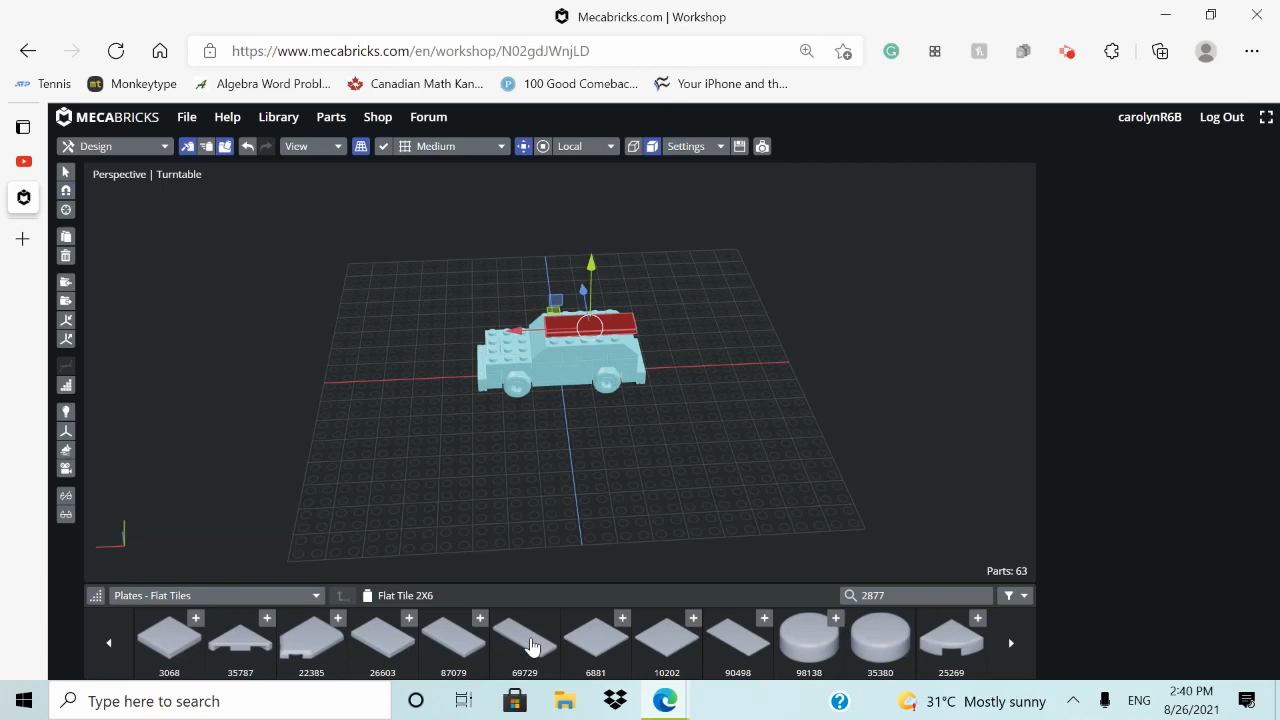 Mecabricks.com | Workshop
https://www.mecabricks.com/en/workshop/N02gdJWnjLD
Tennis
mt Monkeytype
Algebra Word Probl...
Canadian Math Kan...
P 100 Good Comebac...
Your iPhone and th...
MECABRICKS File Help Library Parts Shop Forum carolynR6B Log Out
Design View Medium Local Settings
Perspective | Turntable
Parts: 63
Plates - Flat Tiles Flat Tile 2X6 2877
3068 35787 22385 26603 87079 69729 6881 10202 90498 98138 35380 25269
Type here to search 31°C Mostly sunny ENG 2:40 PM
8/26/2021